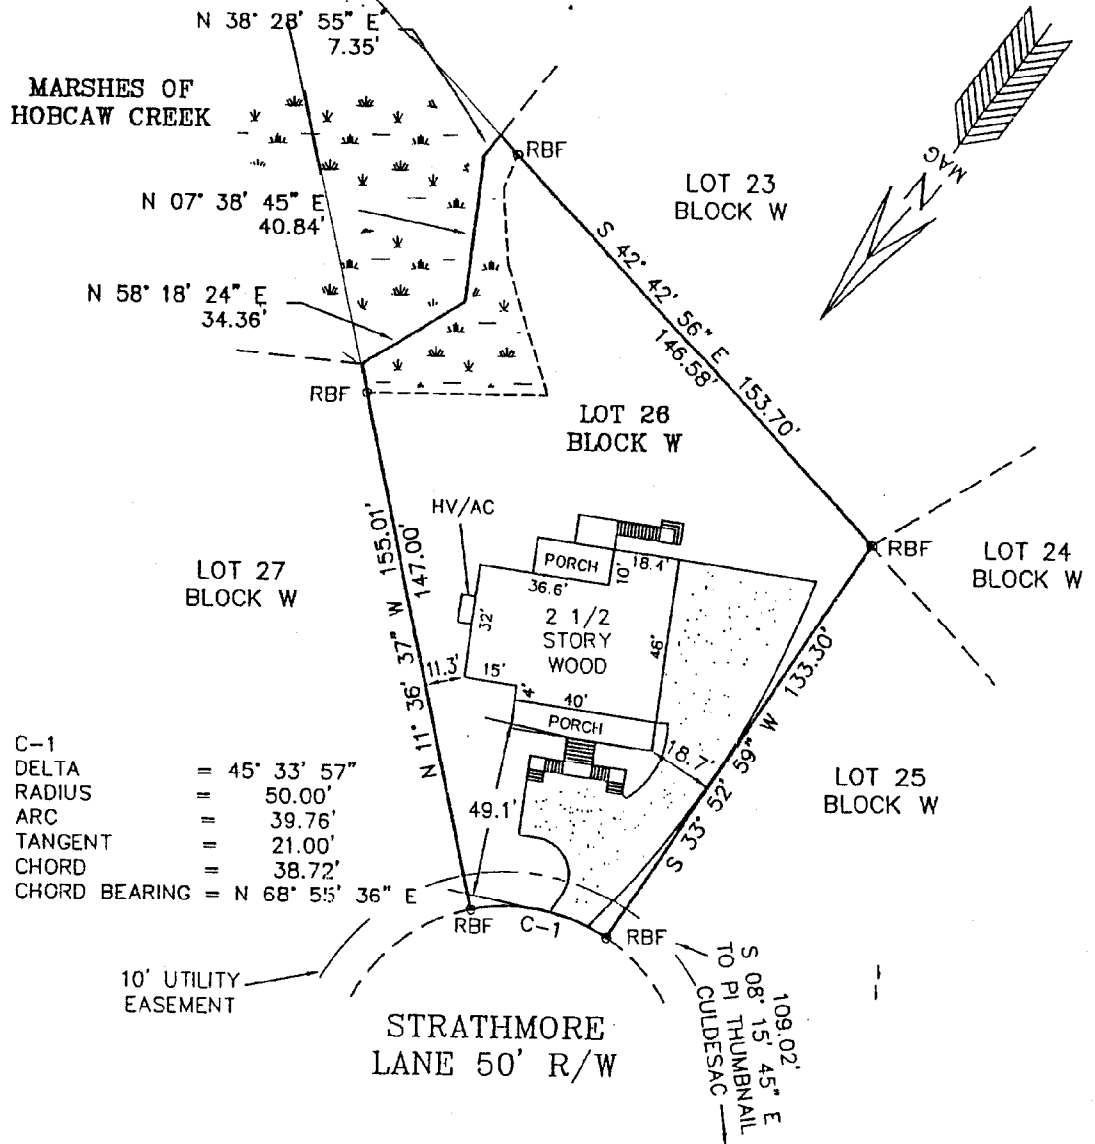 N 38° 28' 55" E
7.35'
MARSHES OF
HOBCAW CREEK
RBF
MAG
N
LOT 23
BLOCK W
N 07° 38' 45" E
40.84'
S 42° 42' 56" E 153.70'
146.58'
N 58° 18' 24" E
34.36'
RBF
LOT 26
BLOCK W
HV/AC
N 11° 36' 37" W 155.01'
147.00'
LOT 27
BLOCK W
PORCH
10'
18.4'
36.6'
32'
2 1/2
STORY
WOOD
46'
RBF
LOT 24
BLOCK W
11.3'
15'
4'
40'
PORCH
18.7'
S 33° 52' 59" W 133.30'
LOT 25
BLOCK W
49.1'
C-1
DELTA = 45° 33' 57"
RADIUS = 50.00'
ARC = 39.76'
TANGENT = 21.00'
CHORD = 38.72'
CHORD BEARING = N 68° 55' 36" E
RBF
C-1
RBF
10' UTILITY
EASEMENT
STRATHMORE
LANE 50' R/W
109.02'
S 08° 15' 45" E
TO PI THUMBNAIL
CULDESAC